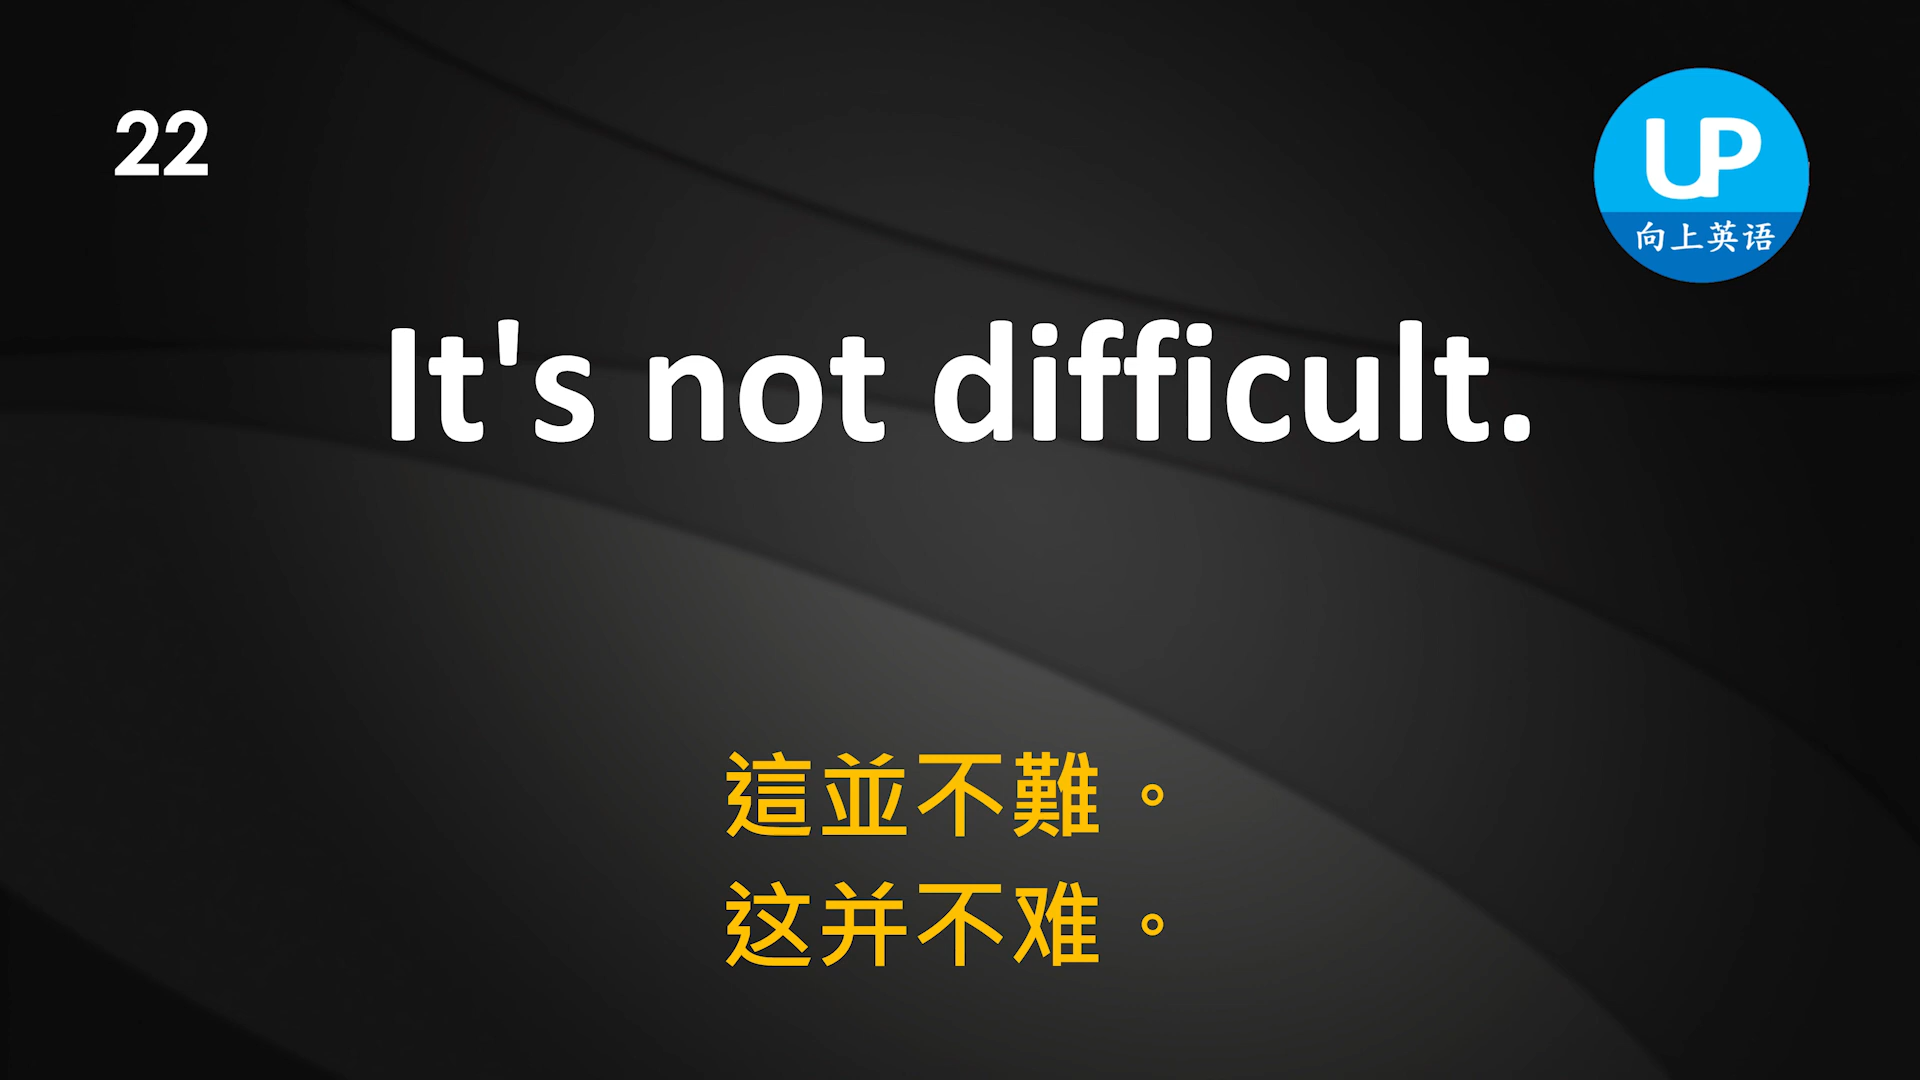 22
UP
向上英语
It's not difficult.
這並不難。
这并不难。